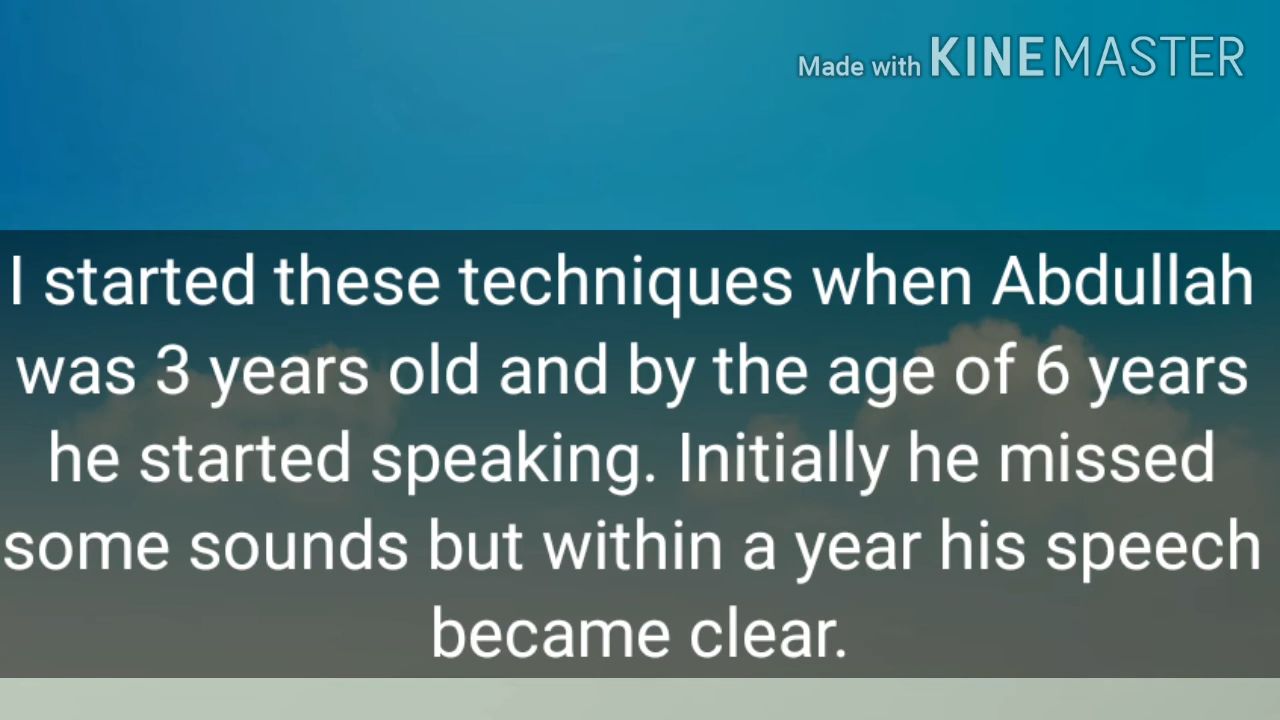 Made with KINEMASTER
I started these techniques when Abdullah
was 3 years old and by the age of 6 years
he started speaking. Initially he missed
some sounds but within a year his speech
became clear.